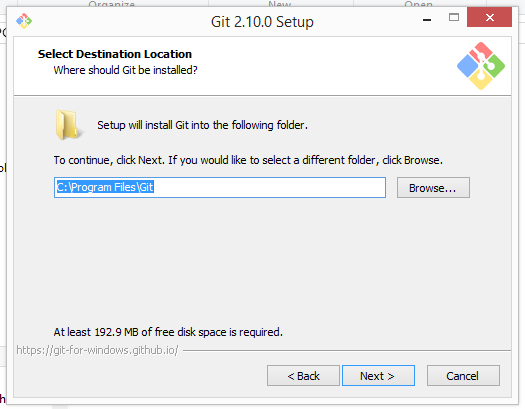 Organize New Open
Git 2.10.0 Setup
Select Destination Location
Where should Git be installed?
Setup will install Git into the following folder.
To continue, click Next. If you would like to select a different folder, click Browse.
C:\Program Files\Git
Browse...
At least 192.9 MB of free disk space is required.
https://git-for-windows.github.io/
< Back Next > Cancel